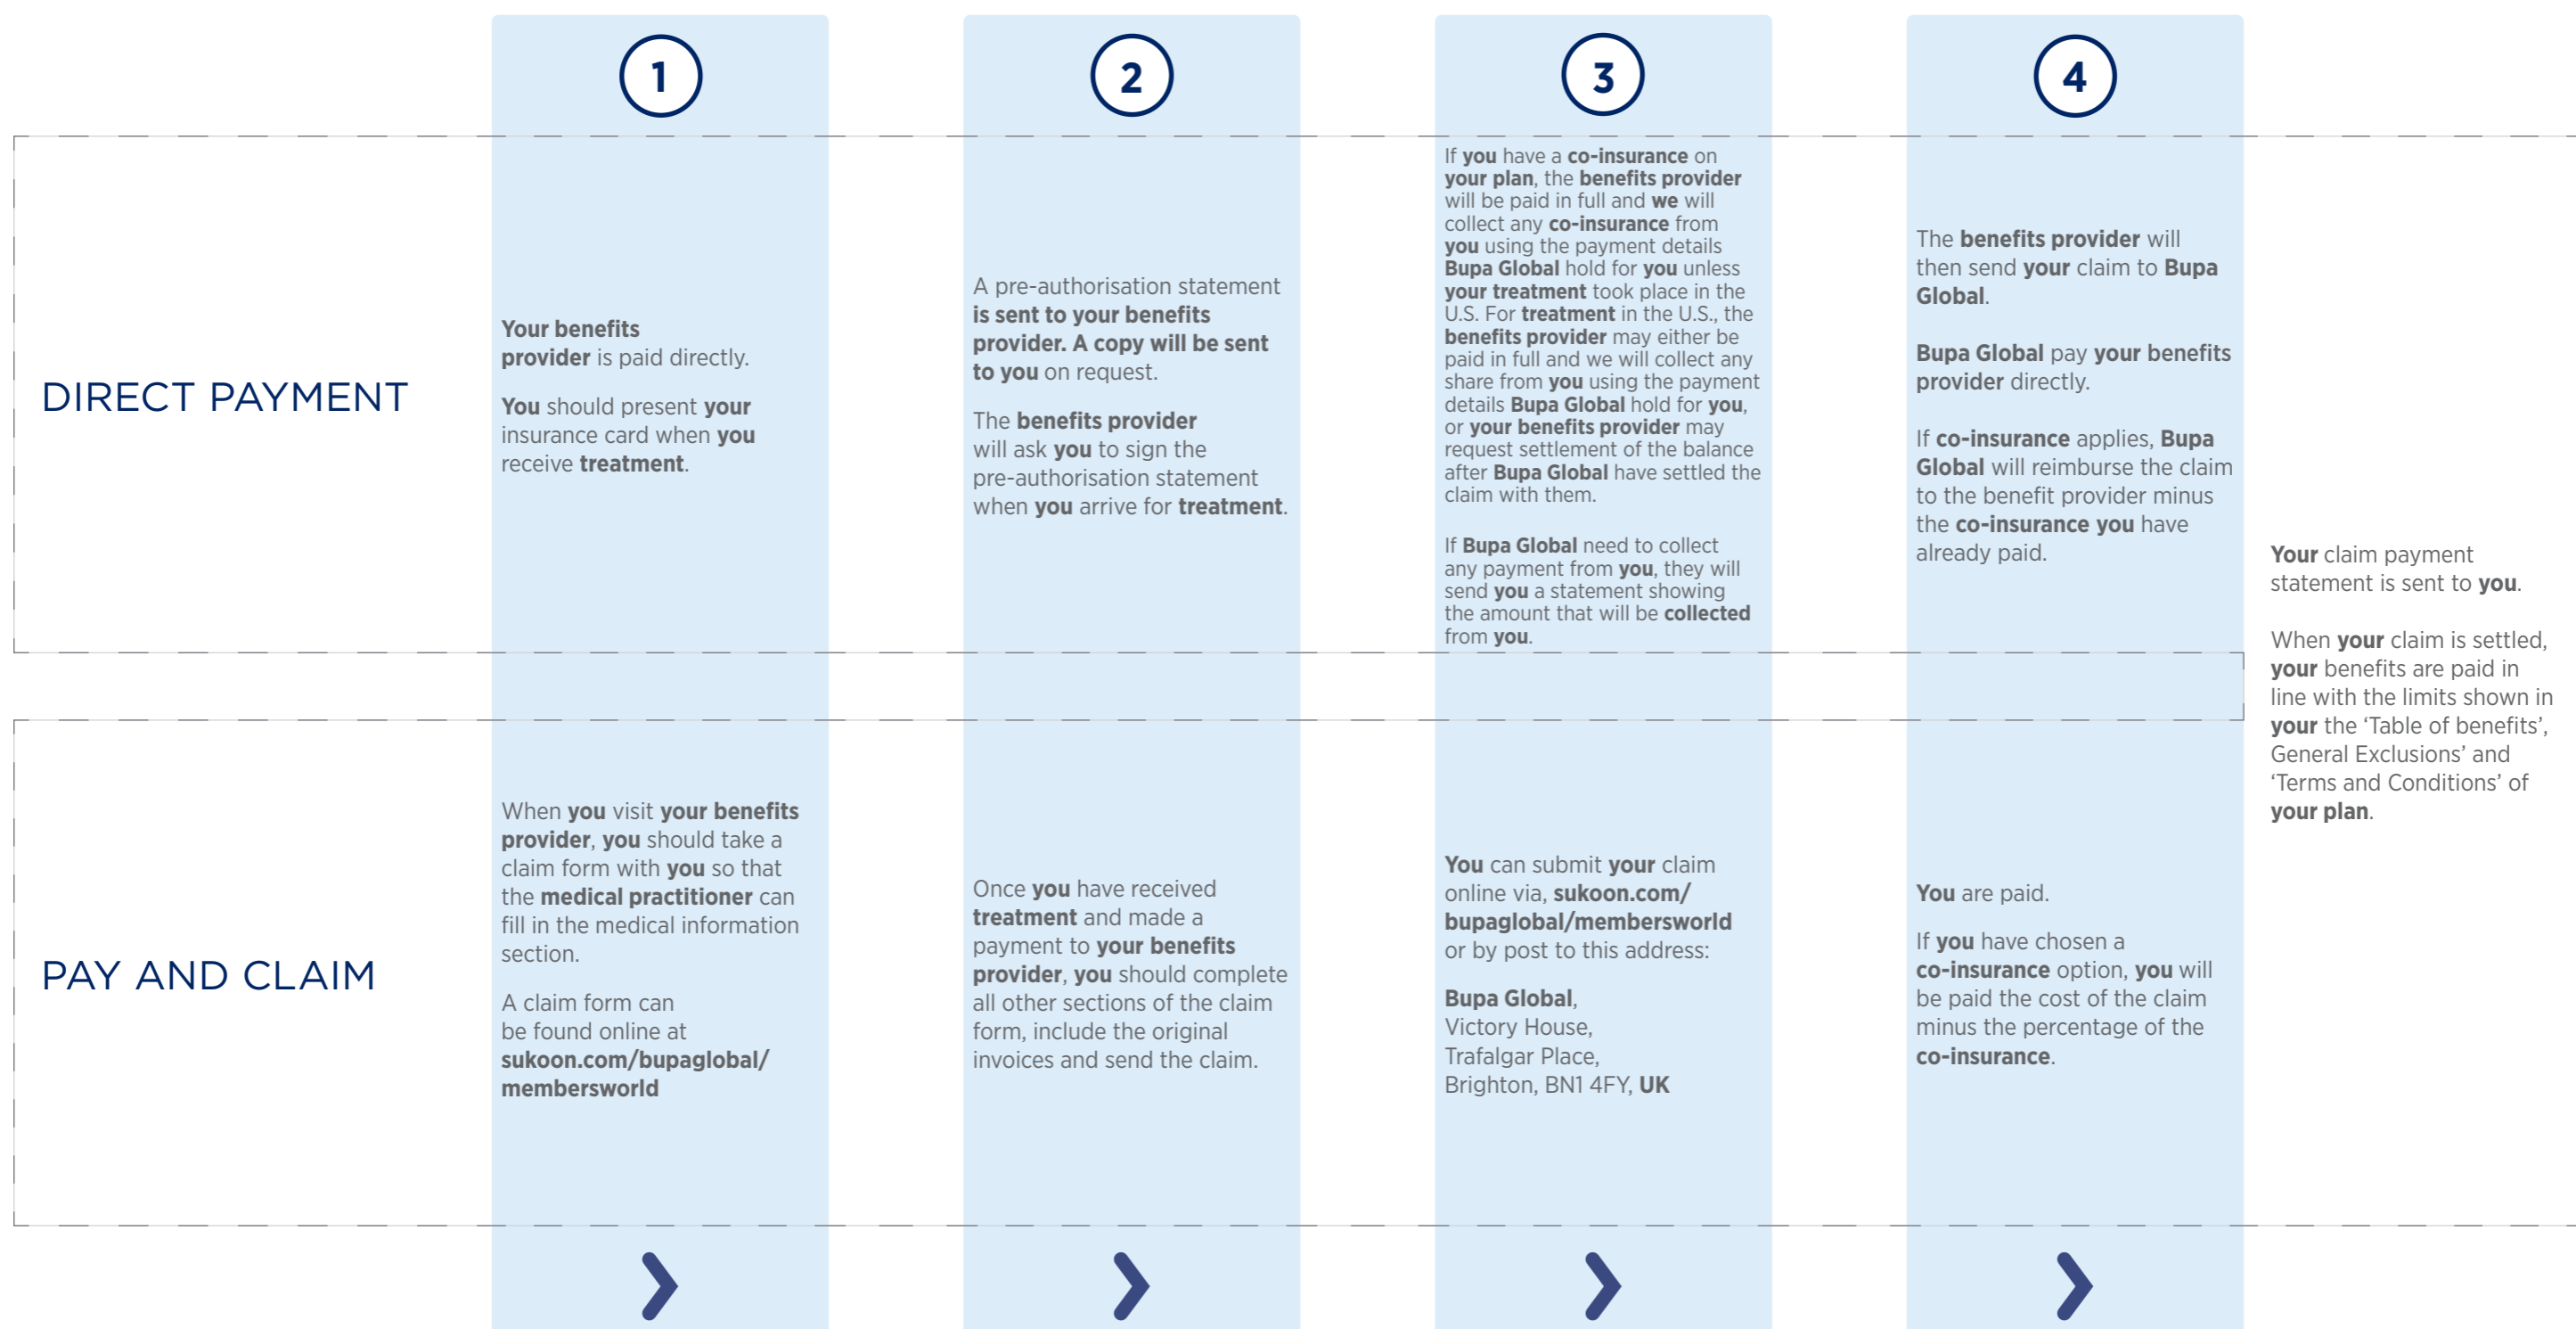 1
2
3
4
DIRECT PAYMENT
Your benefits
provider is paid directly.
You should present your
insurance card when you
receive treatment.
A pre-authorisation statement
is sent to your benefits
provider. A copy will be sent
to you on request.
The benefits provider
will ask you to sign the
pre-authorisation statement
when you arrive for treatment.
If you have a co-insurance on
your plan, the benefits provider
will be paid in full and we will
collect any co-insurance from
you using the payment details
Bupa Global hold for you unless
your treatment took place in the
U.S. For treatment in the U.S., the
benefits provider may either be
paid in full and we will collect any
share from you using the payment
details Bupa Global hold for you,
or your benefits provider may
request settlement of the balance
after Bupa Global have settled the
claim with them.
If Bupa Global need to collect
any payment from you, they will
send you a statement showing
the amount that will be collected
from you.
The benefits provider will
then send your claim to Bupa
Global.
Bupa Global pay your benefits
provider directly.
If co-insurance applies, Bupa
Global will reimburse the claim
to the benefit provider minus
the co-insurance you have
already paid.
PAY AND CLAIM
When you visit your benefits
provider, you should take a
claim form with you so that
the medical practitioner can
fill in the medical information
section.
A claim form can
be found online at
sukoon.com/bupaglobal/
membersworld
Once you have received
treatment and made a
payment to your benefits
provider, you should complete
all other sections of the claim
form, include the original
invoices and send the claim.
You can submit your claim
online via, sukoon.com/
bupaglobal/membersworld
or by post to this address:
Bupa Global,
Victory House,
Trafalgar Place,
Brighton, BN1 4FY, UK
You are paid.
If you have chosen a
co-insurance option, you will
be paid the cost of the claim
minus the percentage of the
co-insurance.
Your claim payment
statement is sent to you.
When your claim is settled,
your benefits are paid in
line with the limits shown in
your the ‘Table of benefits’,
General Exclusions’ and
‘Terms and Conditions’ of
your plan.